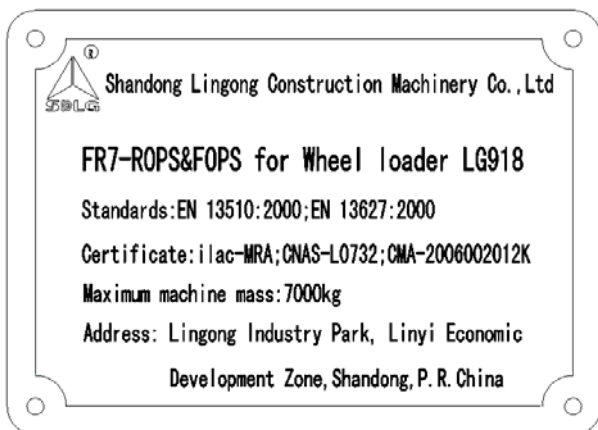 ®
SDLG
Shandong Lingong Construction Machinery Co.,Ltd
FR7-ROPS&FOPS for Wheel loader LG918
Standards:EN 13510:2000;EN 13627:2000
Certificate:ilac-MRA;CNAS-L0732;CMA-2006002012K
Maximum machine mass:7000kg
Address: Lingong Industry Park, Linyi Economic
Development Zone,Shandong,P.R.China